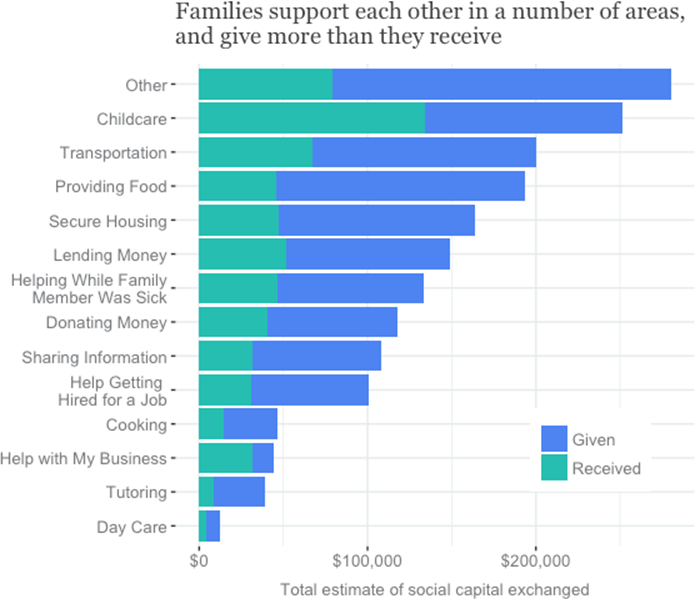 Families support each other in a number of areas,
and give more than they receive
Other
Childcare
Transportation
Providing Food
Secure Housing
Lending Money
Helping While Family
Member Was Sick
Donating Money
Sharing Information
Help Getting
Hired for a Job
Cooking
Help with My Business
Tutoring
Day Care
Given
Received
$0
$100,000
$200,000
Total estimate of social capital exchanged